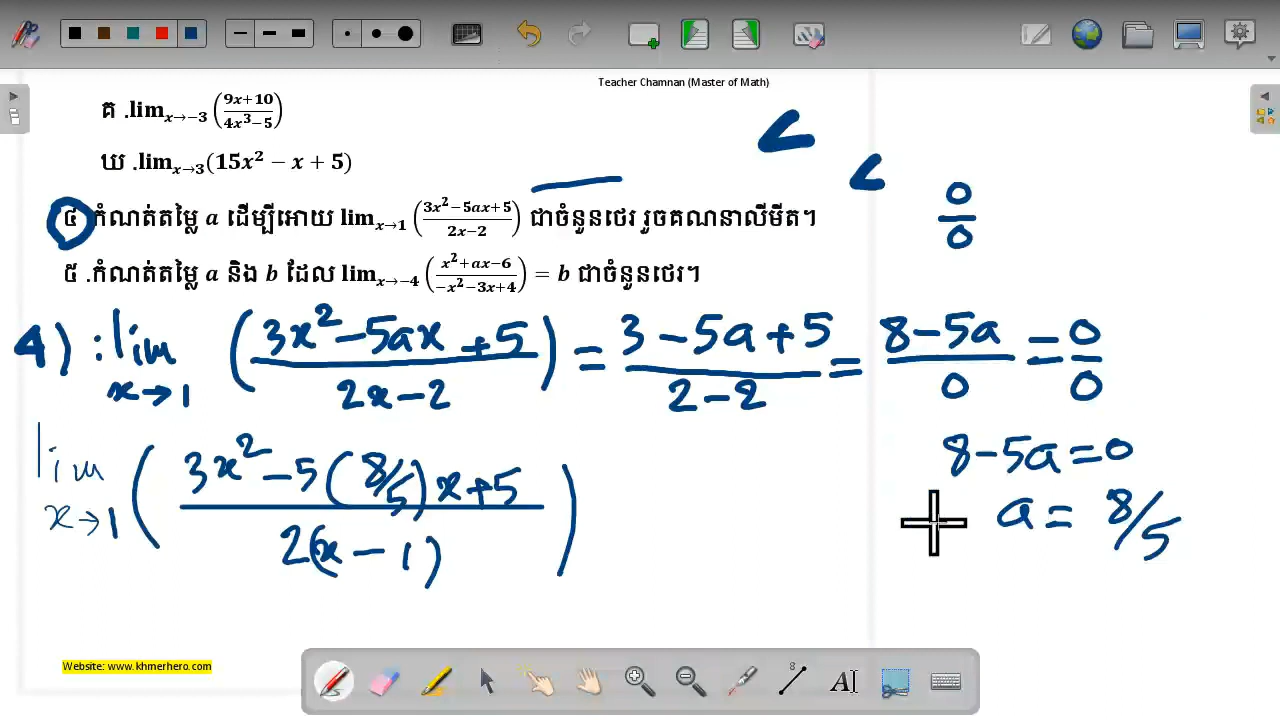 Teacher Chamnan (Master of Math)
គ .lim_{x→−3} ((9x+10)/(4x³−5))
ឃ .lim_{x→3}(15x² − x + 5)
0/0
៤ .កំណត់តម្លៃ a ដើម្បីអោយ lim_{x→1} ((3x²−5ax+5)/(2x−2)) ជាចំនួនថេរ រួចគណនាលីមីត។
៥ .កំណត់តម្លៃ a និង b ដែល lim_{x→−4} ((x²+ax−6)/(−x²−3x+4)) = b ជាចំនួនថេរ។
4) : lim_{x→1} ((3x²−5ax+5)/(2x−2)) = (3−5a+5)/(2−2) = (8−5a)/0 = 0/0
8−5a=0
lim_{x→1} ((3x²−5(8/5)x+5)/(2(x−1)))
a = 8/5
Website: www.khmerhero.com